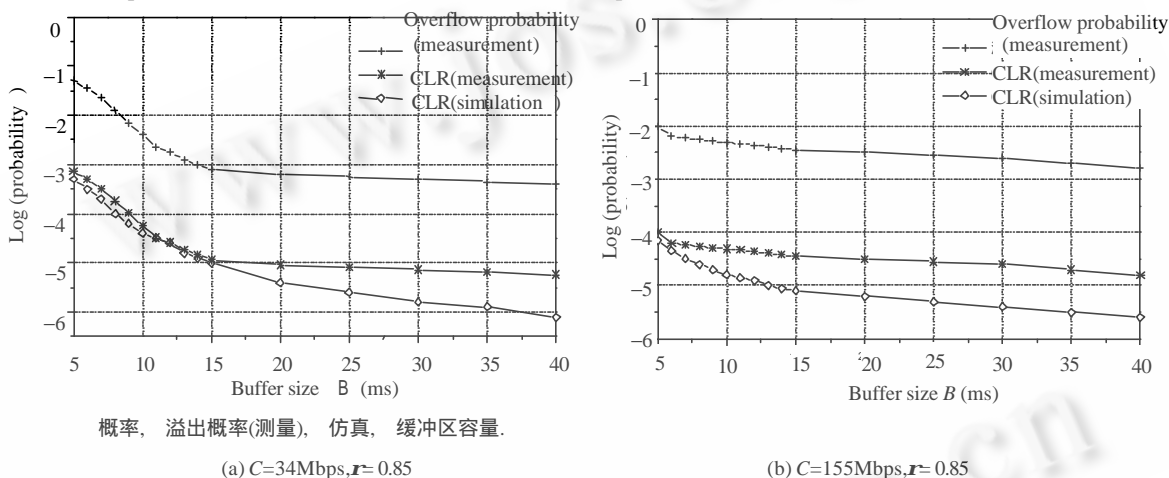 Overflow probability
(measurement)
CLR(measurement)
CLR(simulation)
0
−1
−2
−3
−4
−5
−6
Log (probability)
5 10 15 20 25 30 35 40
Buffer size B (ms)
概率, 溢出概率(测量), 仿真, 缓冲区容量.
(a) C=34Mbps,r= 0.85
Overflow probability
(measurement)
CLR(measurement)
CLR(simulation)
0
−1
−2
−3
−4
−5
−6
Log (probability)
5 10 15 20 25 30 35 40
Buffer size B (ms)
(b) C=155Mbps,r= 0.85